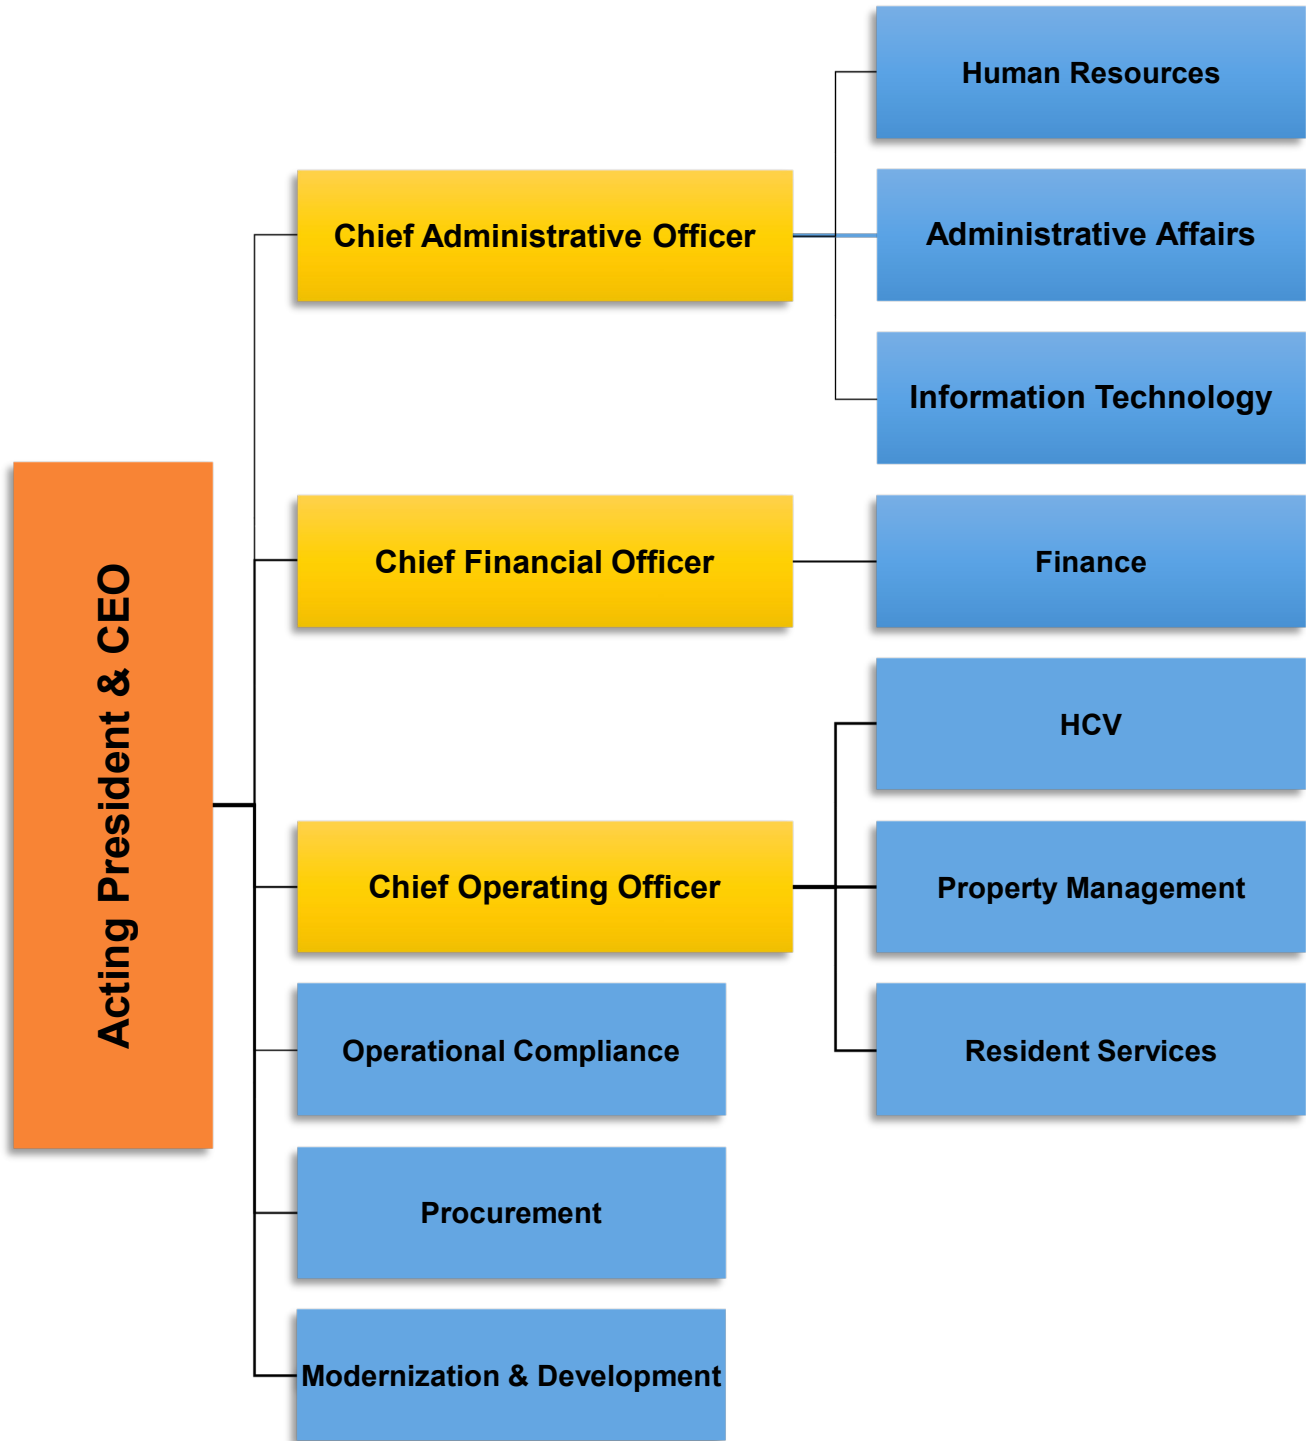 Acting President & CEO
Chief Administrative Officer
Human Resources
Administrative Affairs
Information Technology
Chief Financial Officer
Finance
Chief Operating Officer
HCV
Property Management
Resident Services
Operational Compliance
Procurement
Modernization & Development